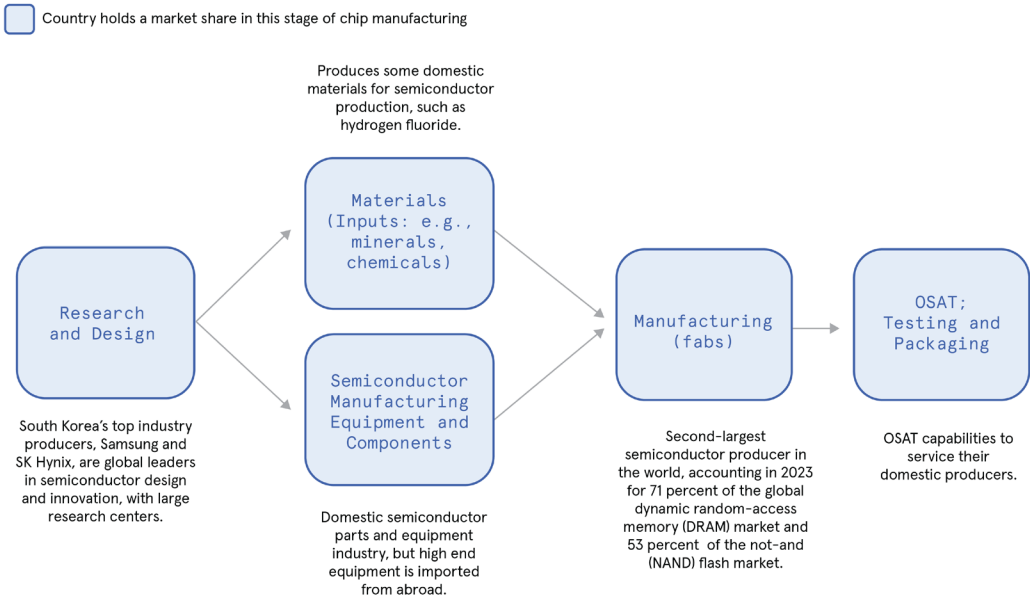 Country holds a market share in this stage of chip manufacturing
Produces some domestic
materials for semiconductor
production, such as
hydrogen fluoride.
Materials
(Inputs: e.g.,
minerals,
chemicals)
Research
and Design
South Korea's top industry
producers, Samsung and
SK Hynix, are global leaders
in semiconductor design
and innovation, with large
research centers.
Semiconductor
Manufacturing
Equipment and
Components
Domestic semiconductor
parts and equipment
industry, but high end
equipment is imported
from abroad.
Manufacturing
(fabs)
Second-largest
semiconductor producer in
the world, accounting in 2023
for 71 percent of the global
dynamic random-access
memory (DRAM) market and
53 percent of the not-and
(NAND) flash market.
OSAT;
Testing and
Packaging
OSAT capabilities to
service their
domestic producers.